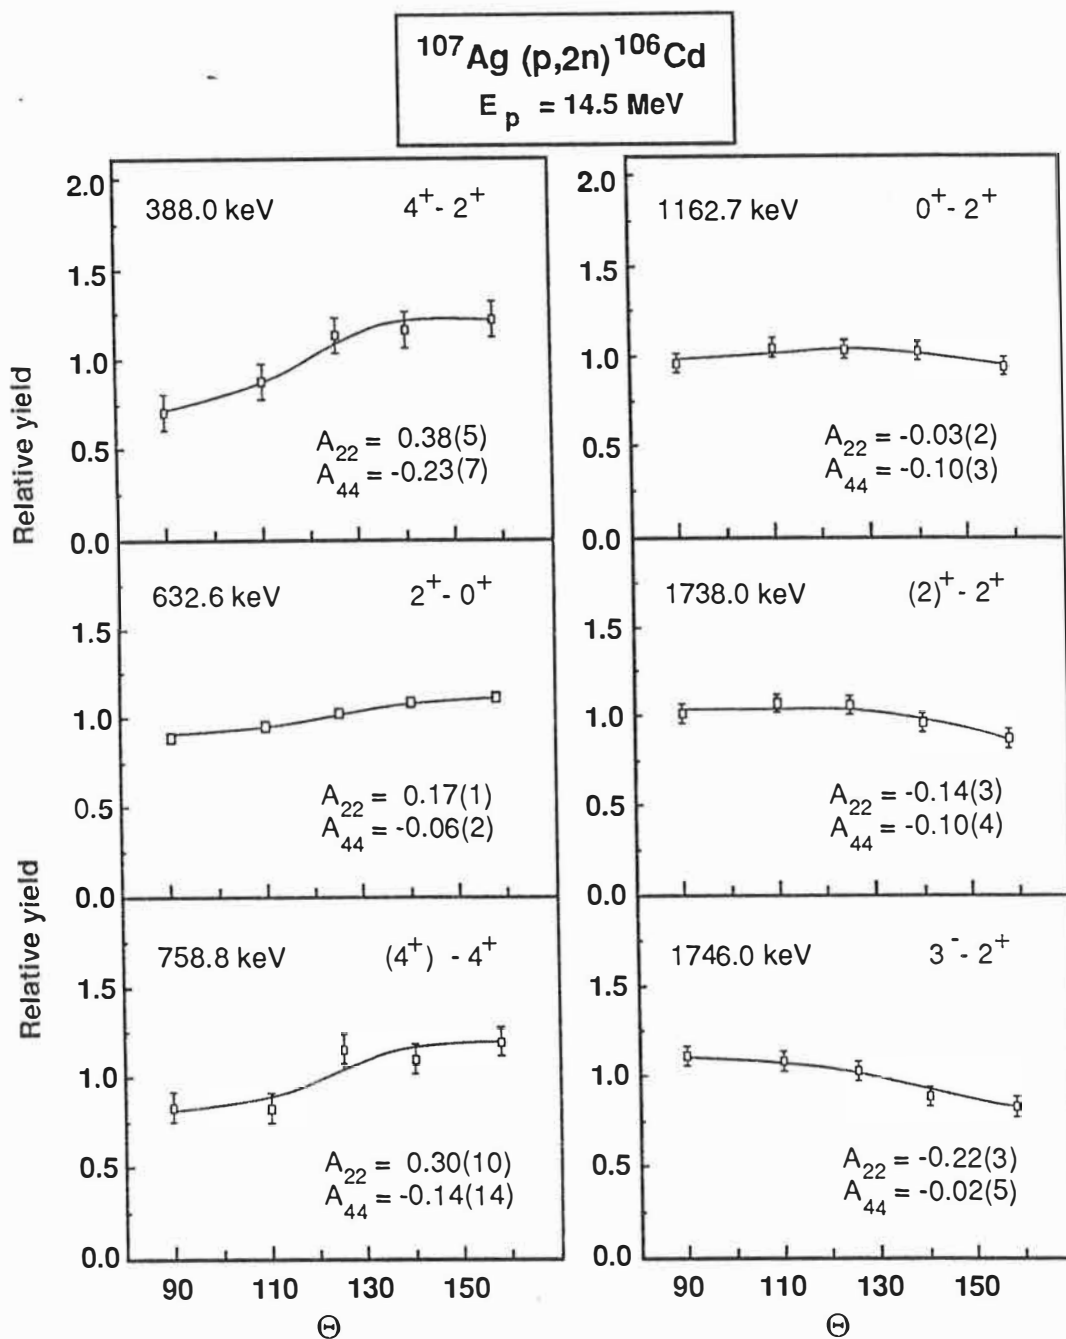 ¹⁰⁷Ag (p,2n)¹⁰⁶Cd
E_p = 14.5 MeV
Relative yield
2.0
1.5
1.0
0.5
0.0
388.0 keV 4⁺- 2⁺
A₂₂ = 0.38(5)
A₄₄ = -0.23(7)
2.0
1.5
1.0
0.5
0.0
1162.7 keV 0⁺- 2⁺
A₂₂ = -0.03(2)
A₄₄ = -0.10(3)
1.5
1.0
0.5
0.0
632.6 keV 2⁺- 0⁺
A₂₂ = 0.17(1)
A₄₄ = -0.06(2)
1.5
1.0
0.5
0.0
1738.0 keV (2)⁺- 2⁺
A₂₂ = -0.14(3)
A₄₄ = -0.10(4)
Relative yield
1.5
1.0
0.5
0.0
758.8 keV (4⁺) - 4⁺
A₂₂ = 0.30(10)
A₄₄ = -0.14(14)
1.5
1.0
0.5
0.0
1746.0 keV 3⁻- 2⁺
A₂₂ = -0.22(3)
A₄₄ = -0.02(5)
90 110 130 150
Θ
90 110 130 150
Θ